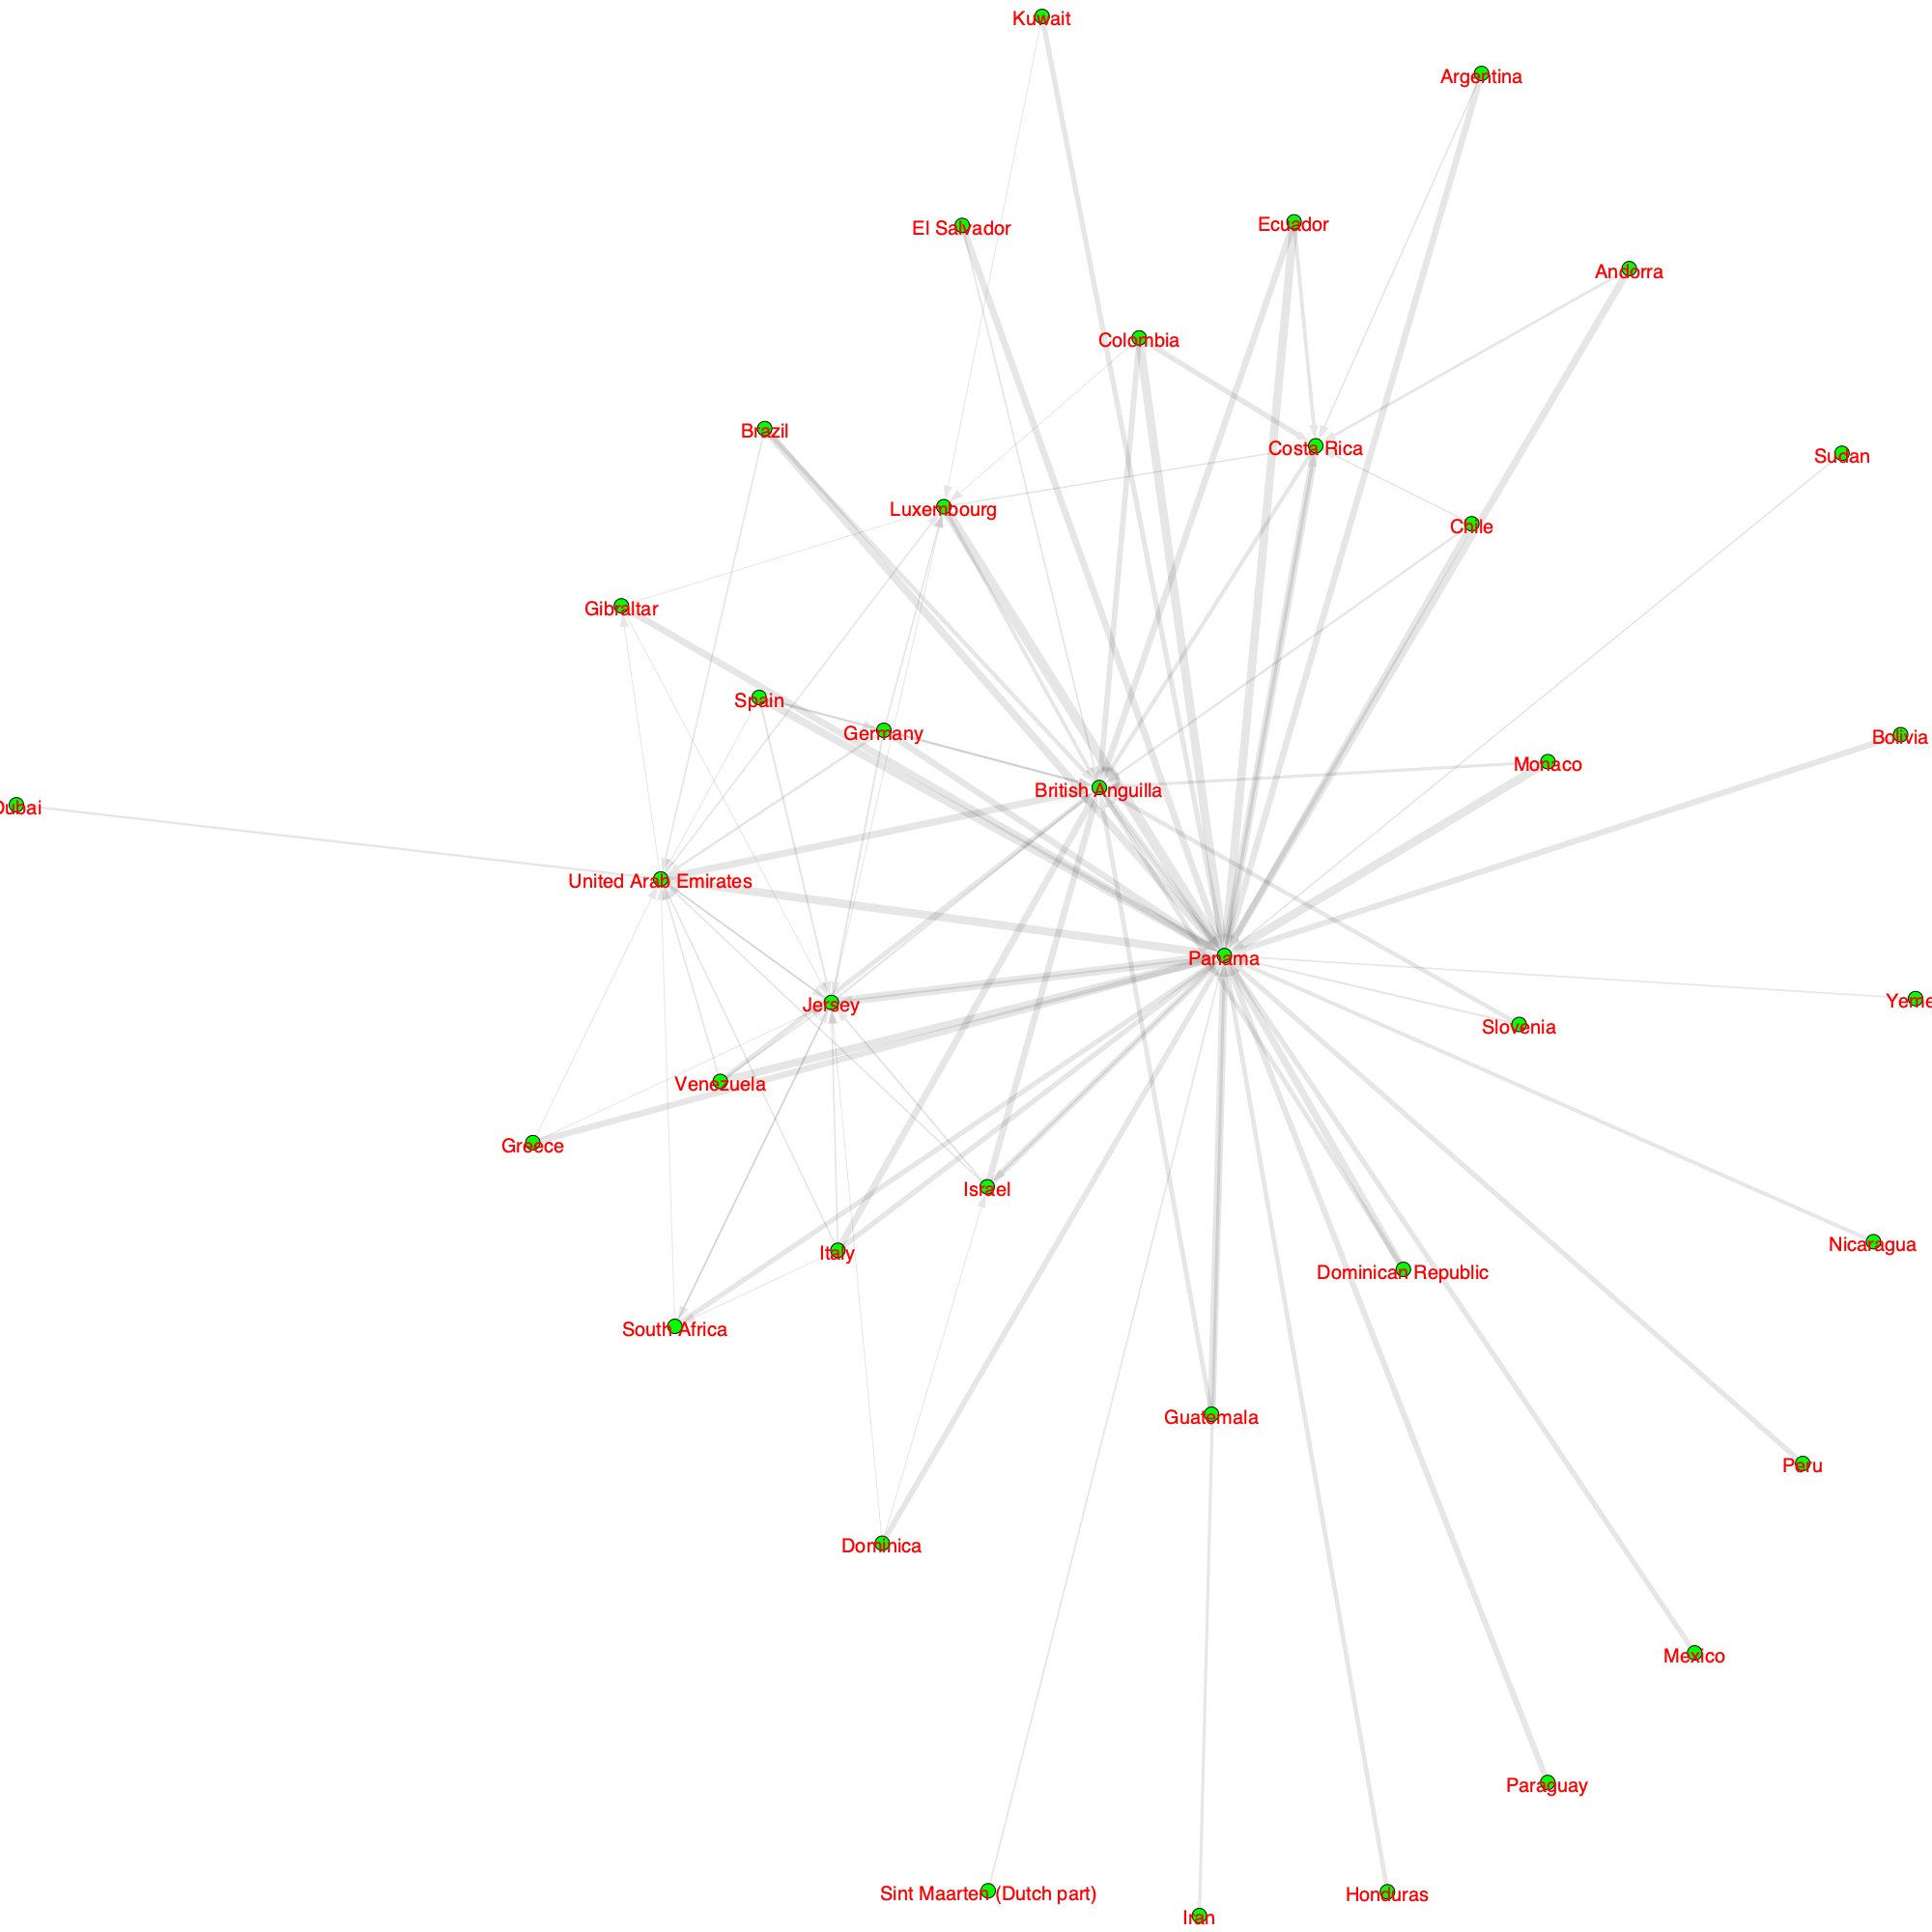 Kuwait
Argentina
El Salvador
Ecuador
Andorra
Colombia
Brazil
Costa Rica
Sudan
Luxembourg
Chile
Gibraltar
Spain
Germany
Bolivia
Monaco
British Anguilla
Dubai
United Arab Emirates
Panama
Yeme
Jersey
Slovenia
Venezuela
Greece
Israel
Nicaragua
Italy
Dominican Republic
South Africa
Guatemala
Peru
Dominica
Mexico
Paraguay
Sint Maarten (Dutch part)
Honduras
Iran